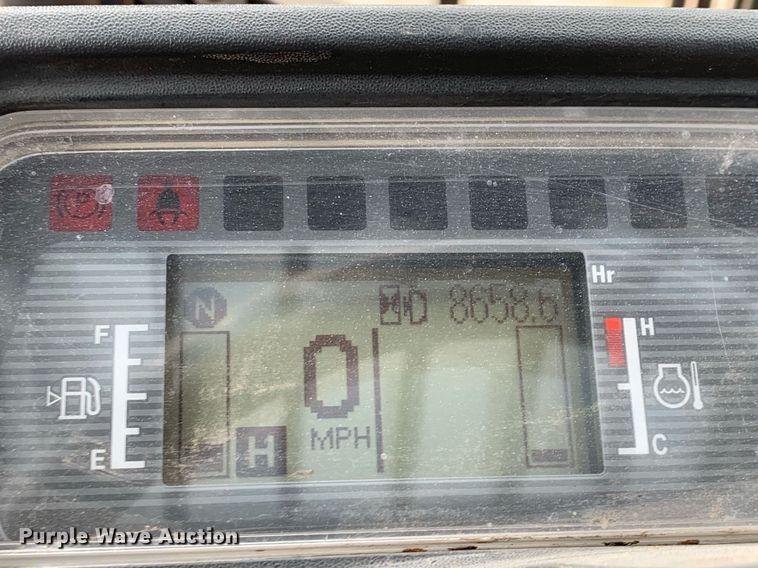 P
Hr
N
8658.6
F
H
0
MPH
H
E
C
Purple Wave Auction